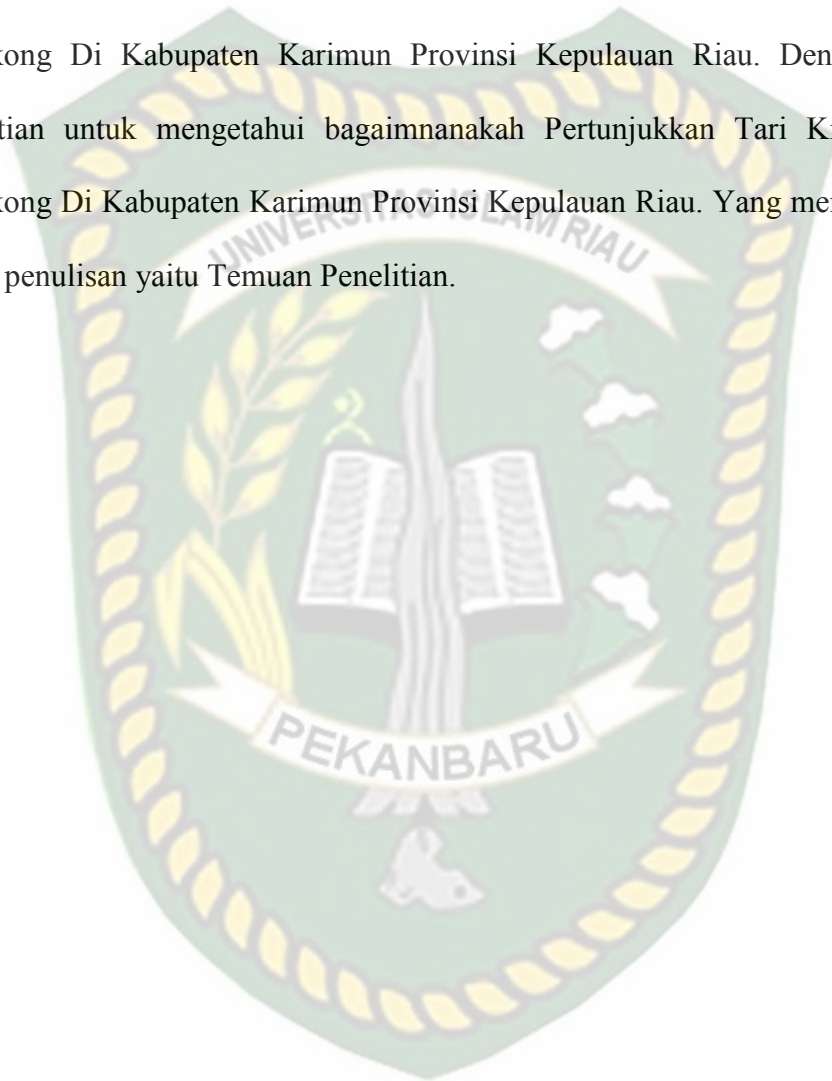 kong Di Kabupaten Karimun Provinsi Kepulauan Riau. Den
tian untuk mengetahui bagaimnanakah Pertunjukkan Tari K
kong Di Kabupaten Karimun Provinsi Kepulauan Riau. Yang me
penulisan yaitu Temuan Penelitian.
UNIVERSITAS ISLAM RIAU
PEKANBARU